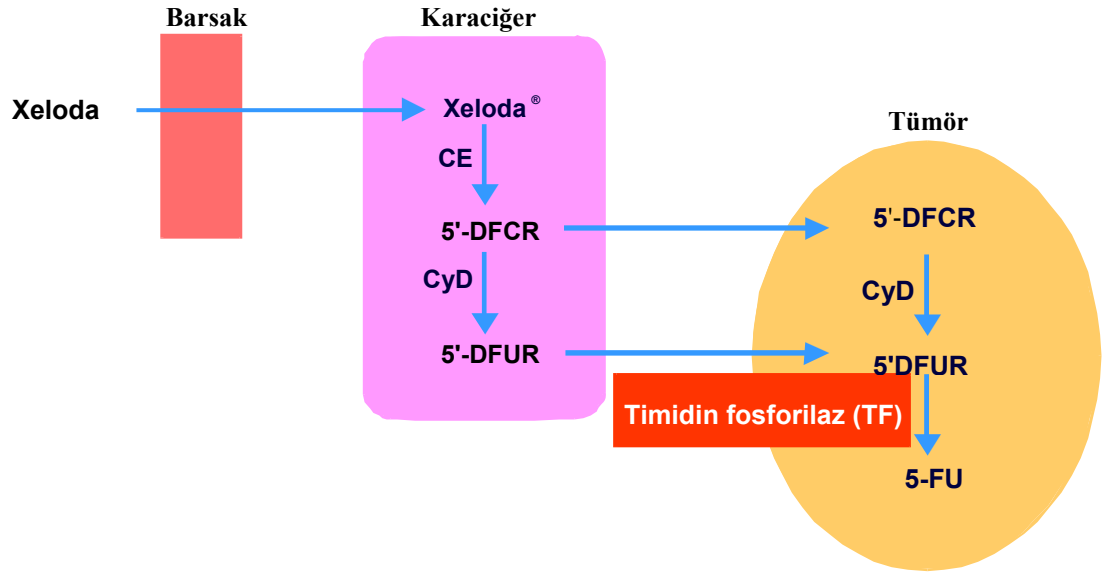 Barsak
Karaciğer
Xeloda
Xeloda ®
CE
5'-DFCR
CyD
5'-DFUR
Tümör
5'-DFCR
CyD
5'DFUR
Timidin fosforilaz (TF)
5-FU